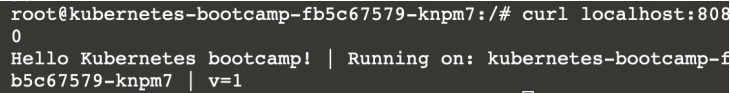 root@kubernetes-bootcamp-fb5c67579-knpm7:/# curl localhost:808
0
Hello Kubernetes bootcamp! | Running on: kubernetes-bootcamp-f
b5c67579-knpm7 | v=1